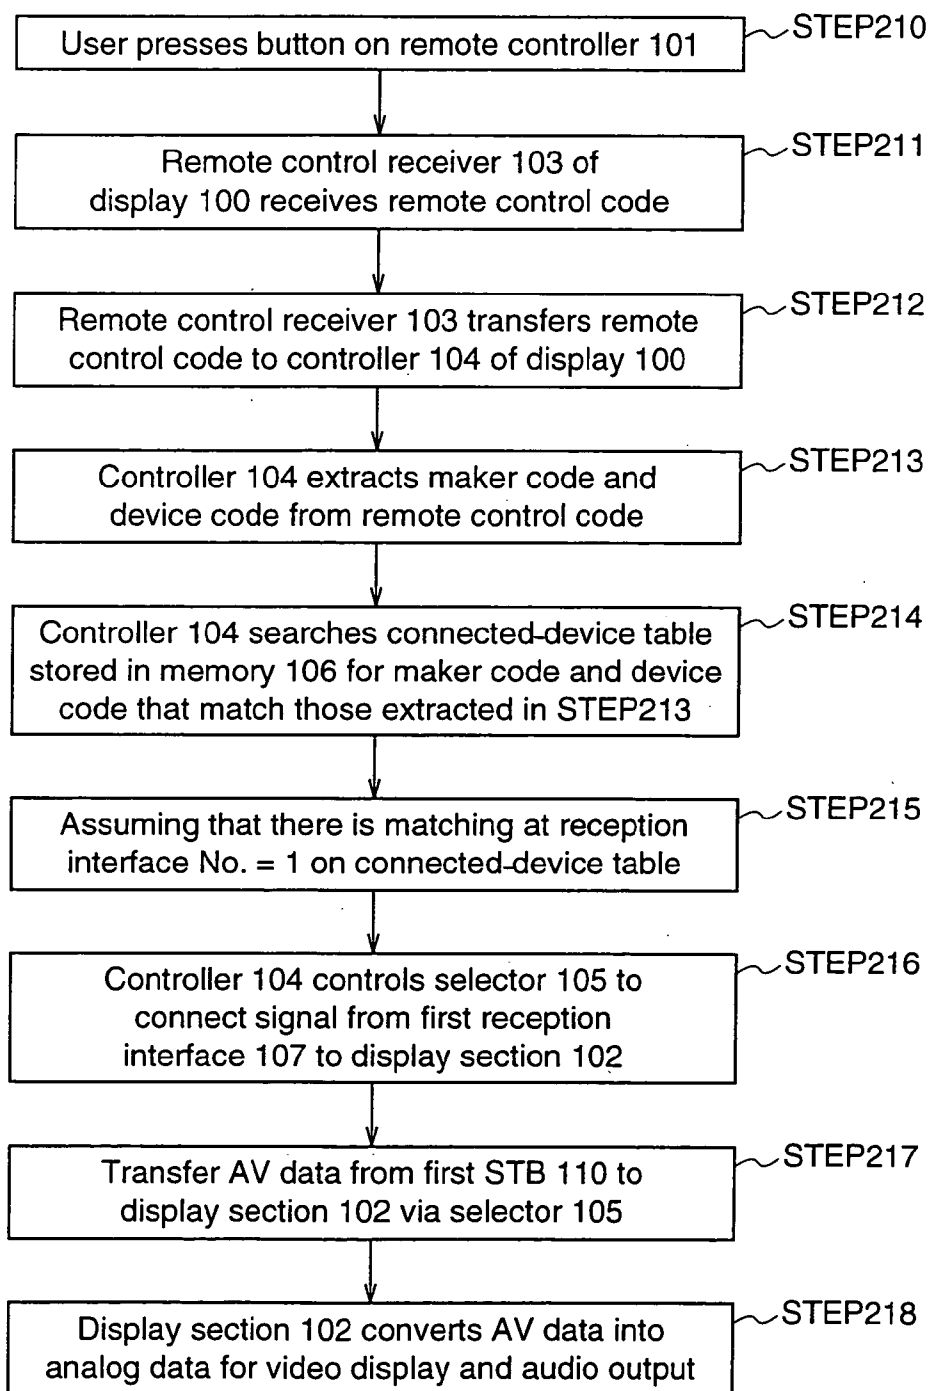 User presses button on remote controller 101
STEP210
Remote control receiver 103 of
display 100 receives remote control code
STEP211
Remote control receiver 103 transfers remote
control code to controller 104 of display 100
STEP212
Controller 104 extracts maker code and
device code from remote control code
STEP213
Controller 104 searches connected-device table
stored in memory 106 for maker code and device
code that match those extracted in STEP213
STEP214
Assuming that there is matching at reception
interface No. = 1 on connected-device table
STEP215
Controller 104 controls selector 105 to
connect signal from first reception
interface 107 to display section 102
STEP216
Transfer AV data from first STB 110 to
display section 102 via selector 105
STEP217
Display section 102 converts AV data into
analog data for video display and audio output
STEP218